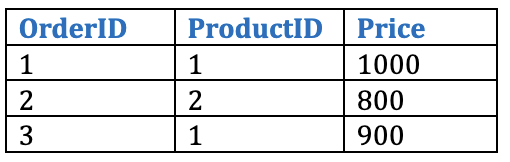 OrderID ProductID Price
1 1 1000
2 2 800
3 1 900